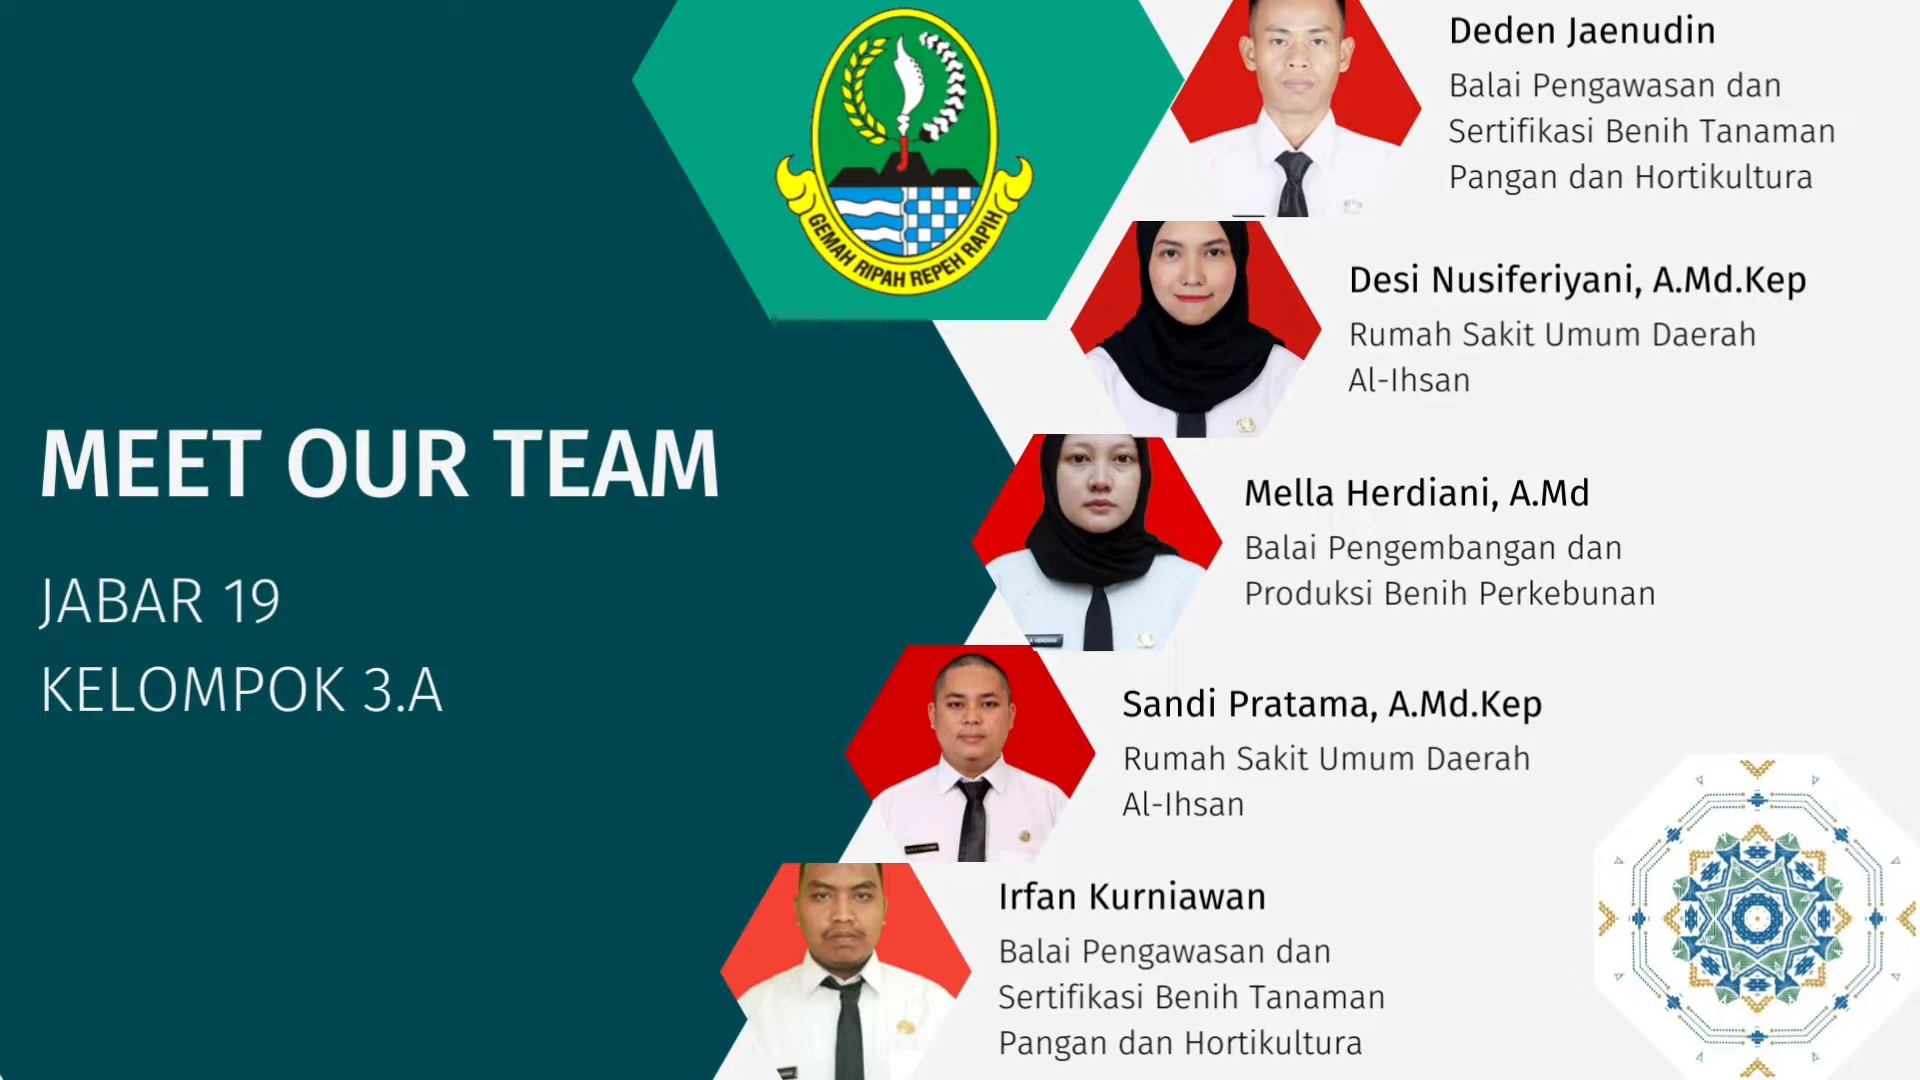 GEMAH RIPAH REPEH RAPIH
MEET OUR TEAM
JABAR 19
KELOMPOK 3.A
Deden Jaenudin
Balai Pengawasan dan
Sertifikasi Benih Tanaman
Pangan dan Hortikultura
Desi Nusiferiyani, A.Md.Kep
Rumah Sakit Umum Daerah
Al-Ihsan
Mella Herdiani, A.Md
Balai Pengembangan dan
Produksi Benih Perkebunan
Sandi Pratama, A.Md.Kep
Rumah Sakit Umum Daerah
Al-Ihsan
Irfan Kurniawan
Balai Pengawasan dan
Sertifikasi Benih Tanaman
Pangan dan Hortikultura